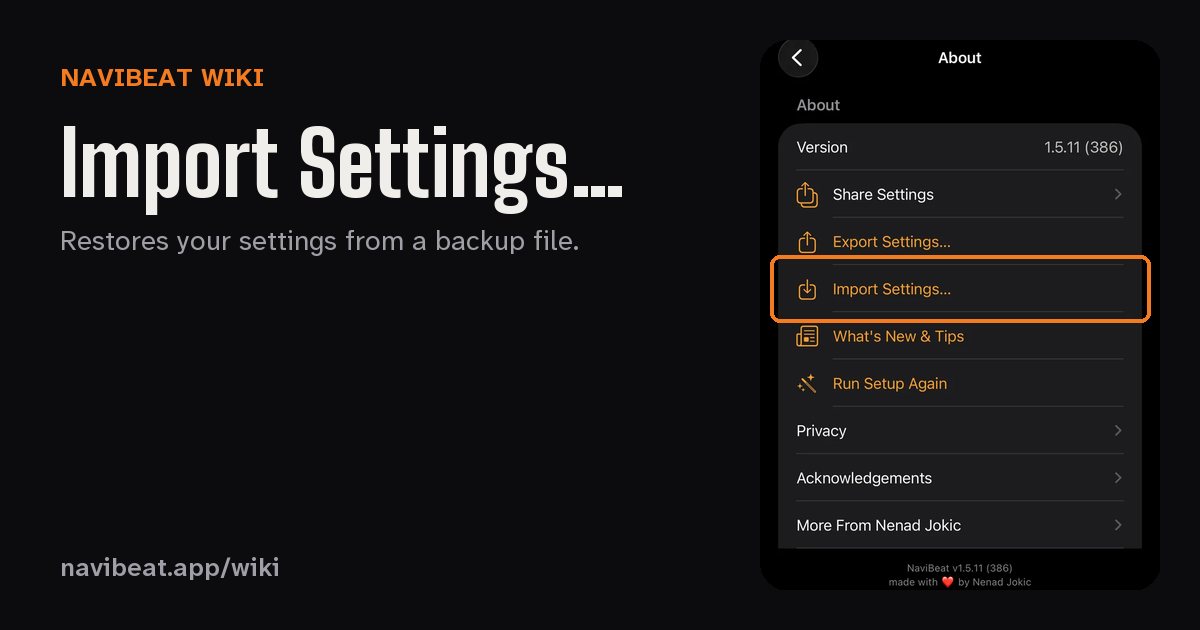 NAVIBEAT WIKI
Import Settings...
Restores your settings from a backup file.
navibeat.app/wiki
About
About
Version 1.5.11 (386)
Share Settings
Export Settings...
Import Settings...
What's New & Tips
Run Setup Again
Privacy
Acknowledgements
More From Nenad Jokic
NaviBeat v1.5.11 (386)
made with ❤️ by Nenad Jokic